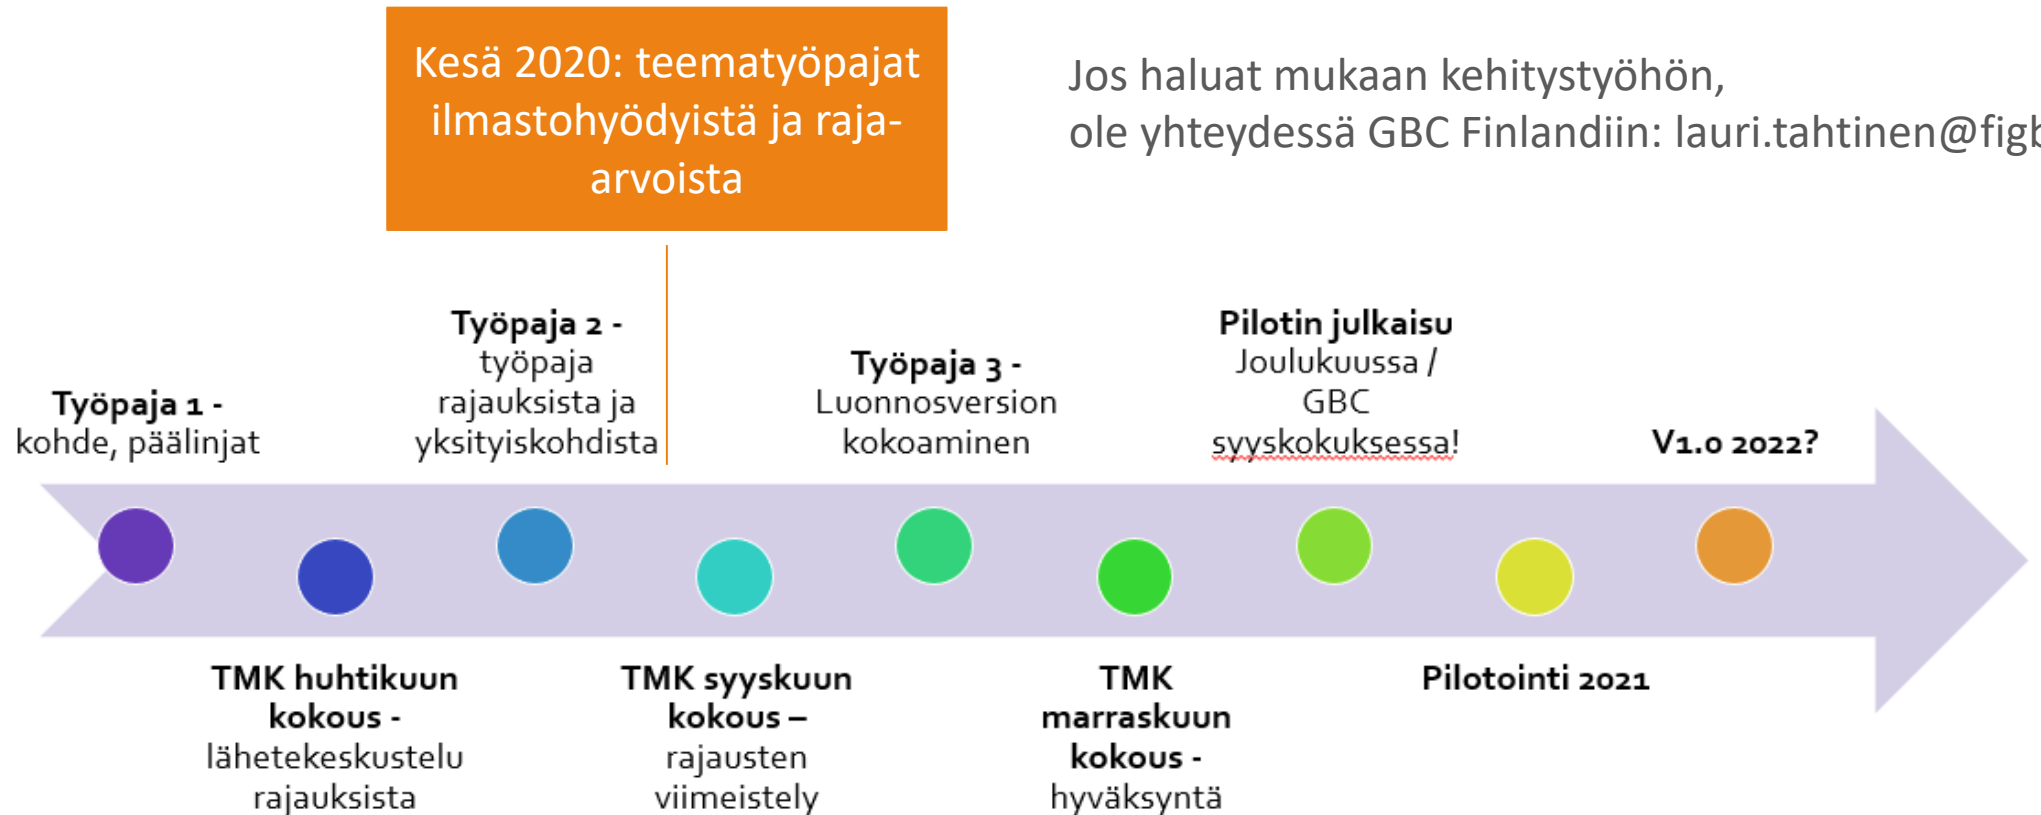 Kesä 2020: teematyöpajat
ilmastohyödyistä ja raja-
arvoista
Jos haluat mukaan kehitystyöhön,
ole yhteydessä GBC Finlandiin: lauri.tahtinen@figb
Työpaja 1 -
kohde, päälinjat
Työpaja 2 -
työpaja
rajauksista ja
yksityiskohdista
Työpaja 3 -
Luonnosversion
kokoaminen
Pilotin julkaisu
Joulukuussa /
GBC
syyskokuksessa!
V1.0 2022?
TMK huhtikuun
kokous -
lähetekeskustelu
rajauksista
TMK syyskuun
kokous –
rajausten
viimeistely
TMK
marraskuun
kokous -
hyväksyntä
Pilotointi 2021